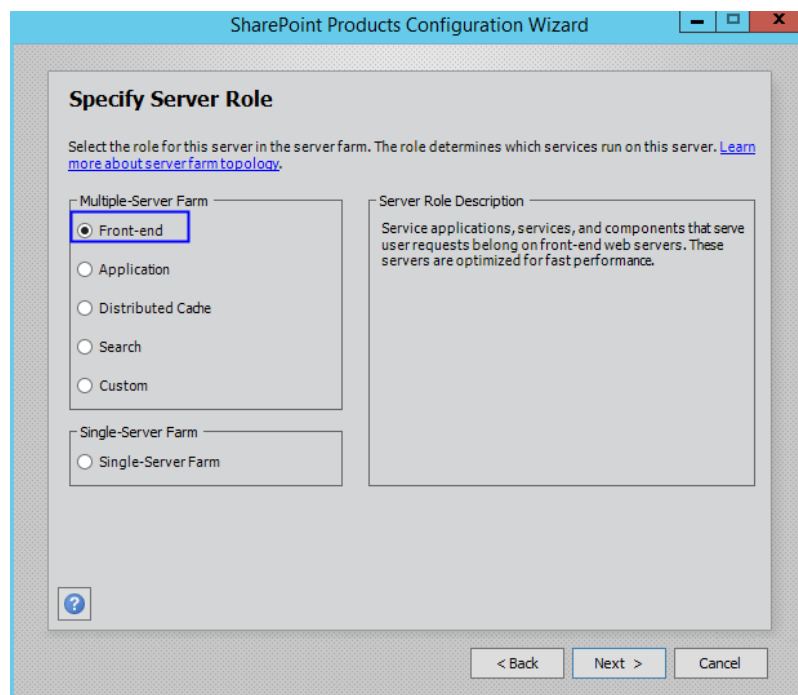 SharePoint Products Configuration Wizard
Specify Server Role
Select the role for this server in the server farm. The role determines which services run on this server. Learn
more about server farm topology.
Multiple-Server Farm
Front-end
Application
Distributed Cache
Search
Custom
Single-Server Farm
Single-Server Farm
Server Role Description
Service applications, services, and components that serve
user requests belong on front-end web servers. These
servers are optimized for fast performance.
< Back
Next >
Cancel